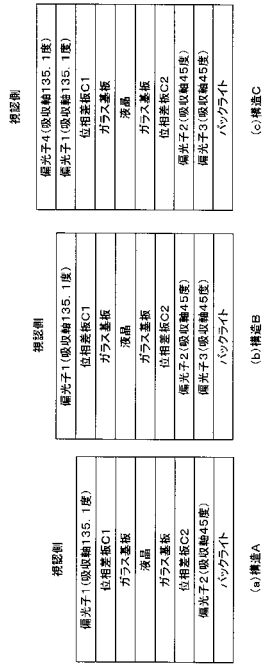 視認側
偏光子1(吸収軸135. 1度)
位相差板C1
ガラス基板
液晶
ガラス基板
位相差板C2
偏光子2(吸収軸45度)
バックライト
(a)構造A
視認側
偏光子1(吸収軸135. 1度)
位相差板C1
ガラス基板
液晶
ガラス基板
位相差板C2
偏光子2(吸収軸45度)
偏光子3(吸収軸45度)
バックライト
(b)構造B
視認側
偏光子4(吸収軸135. 1度)
偏光子1(吸収軸135. 1度)
位相差板C1
ガラス基板
液晶
ガラス基板
位相差板C2
偏光子2(吸収軸45度)
偏光子3(吸収軸45度)
バックライト
(c)構造C